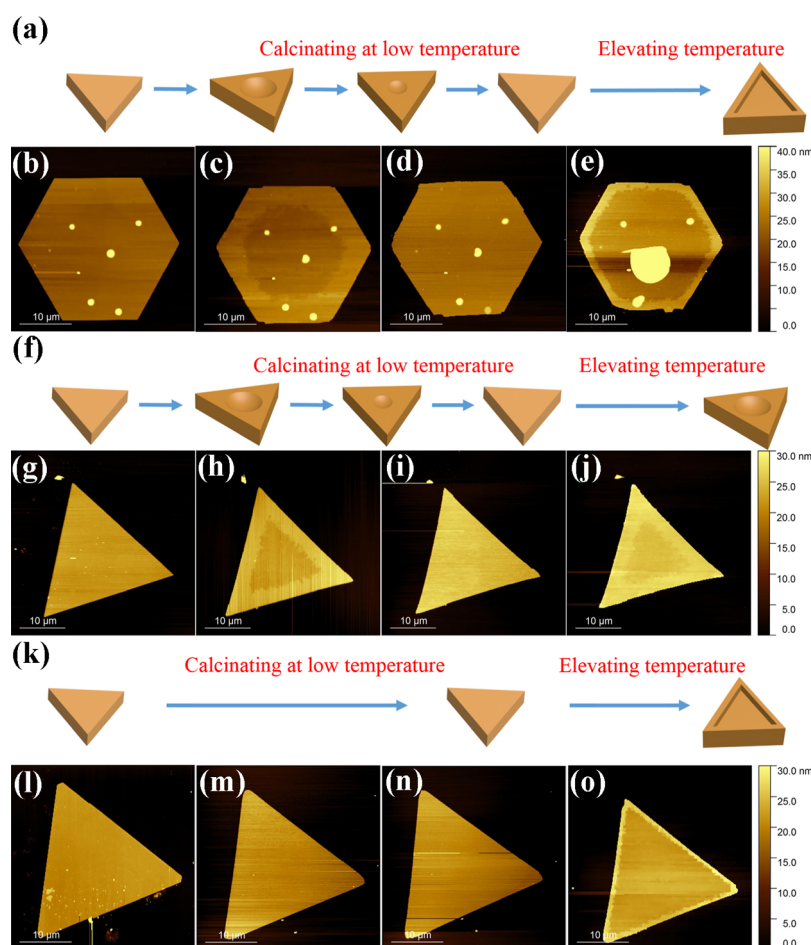 (a)
Calcinating at low temperature Elevating temperature
(b) (c) (d) (e)
40.0 nm
35.0
30.0
25.0
20.0
15.0
10.0
0.0
10 µm 10 µm 10 µm 10 µm
(f)
Calcinating at low temperature Elevating temperature
(g) (h) (i) (j)
30.0 nm
25.0
20.0
15.0
10.0
5.0
0.0
10 µm 10 µm 10 µm 10 µm
(k)
Calcinating at low temperature Elevating temperature
(l) (m) (n) (o)
30.0 nm
25.0
20.0
15.0
10.0
5.0
0.0
10 µm 10 µm 10 µm 10 µm